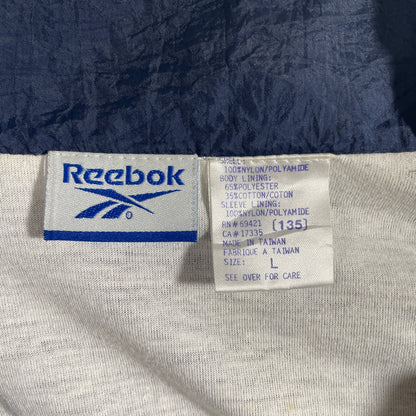 Reebok
SHELL:
100%NYLON/POLYAMIDE
BODY LINING:
65%POLYESTER
35%COTTON/COTON
SLEEVE LINING:
100%NYLON/POLYAMIDE
RN# 69421 (135)
CA# 17335
MADE IN TAIWAN
FABRIQUE A TAIWAN
SIZE: L
SEE OVER FOR CARE